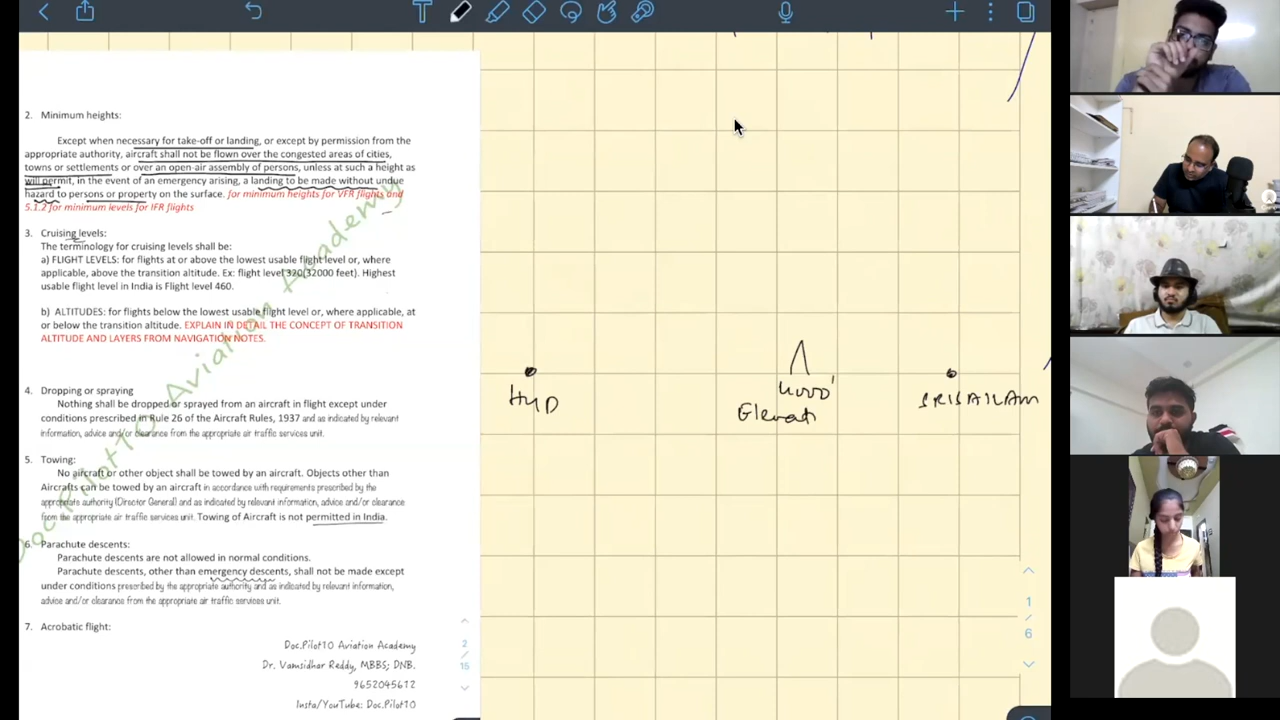 2. Minimum heights:
Except when necessary for take-off or landing, or except by permission from the
appropriate authority, aircraft shall not be flown over the congested areas of cities,
towns or settlements or over an open-air assembly of persons, unless at such a height as
will permit, in the event of an emergency arising, a landing to be made without undue
hazard to persons or property on the surface. for minimum heights for VFR flights and
5.1.2 for minimum levels for IFR flights
3. Cruising levels:
The terminology for cruising levels shall be:
a) FLIGHT LEVELS: for flights at or above the lowest usable flight level or, where
applicable, above the transition altitude. Ex: flight level 320(32000 feet). Highest
usable flight level in India is Flight level 460.
b) ALTITUDES: for flights below the lowest usable flight level or, where applicable, at
or below the transition altitude. EXPLAIN IN DETAIL THE CONCEPT OF TRANSITION
ALTITUDE AND LAYERS FROM NAVIGATION NOTES.
4. Dropping or spraying
Nothing shall be dropped or sprayed from an aircraft in flight except under
conditions prescribed in Rule 26 of the Aircraft Rules, 1937 and as indicated by relevant
information, advice and/or clearance from the appropriate air traffic services unit.
5. Towing:
No aircraft or other object shall be towed by an aircraft. Objects other than
Aircrafts can be towed by an aircraft in accordance with requirements prescribed by the
appropriate authority (Director General) and as indicated by relevant information, advice and/or clearance
from the appropriate air traffic services unit. Towing of Aircraft is not permitted in India.
6. Parachute descents:
Parachute descents are not allowed in normal conditions.
Parachute descents, other than emergency descents, shall not be made except
under conditions prescribed by the appropriate authority and as indicated by relevant information,
advice and/or clearance from the appropriate air traffic services unit.
7. Acrobatic flight:
Doc.PilotTO Aviation Academy
Doc.PilotTO Aviation Academy
Dr. Vamsidhar Reddy, MBBS; DNB.
9652045612
Insta/YouTube: Doc.PilotTO
2
/
15
HYD
4000'
Elevati
SRISAILAM
1
/
6